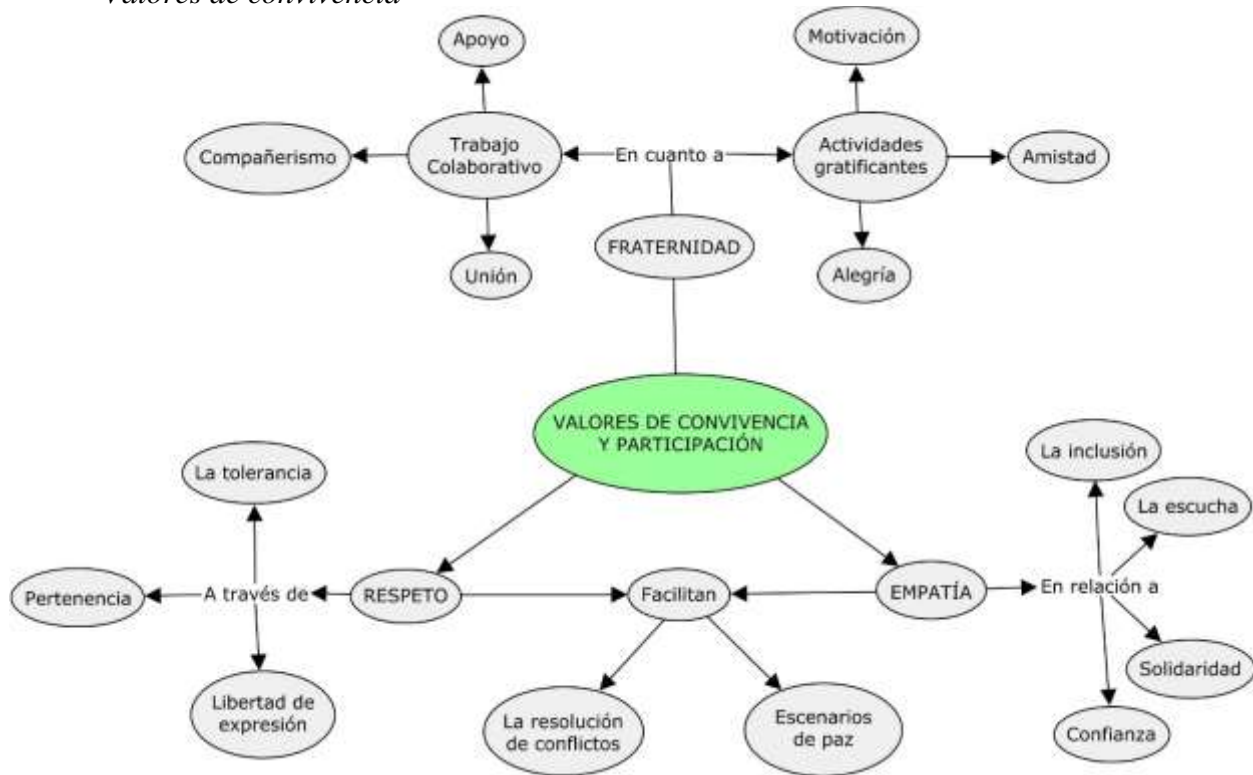 Valores de convivencia
Apoyo
Motivación
Compañerismo
Trabajo
Colaborativo
En cuanto a
Actividades
gratificantes
Amistad
FRATERNIDAD
Unión
Alegría
VALORES DE CONVIVENCIA
Y PARTICIPACIÓN
La tolerancia
La inclusión
La escucha
Pertenencia
A través de
RESPETO
Facilitan
EMPATÍA
En relación a
Solidaridad
Libertad de
expresión
La resolución
de conflictos
Escenarios
de paz
Confianza